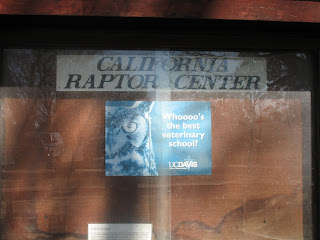 CALIFORNIA
RAPTOR CENTER
Whoooo's
the best
veterinary
school?
UCDAVIS